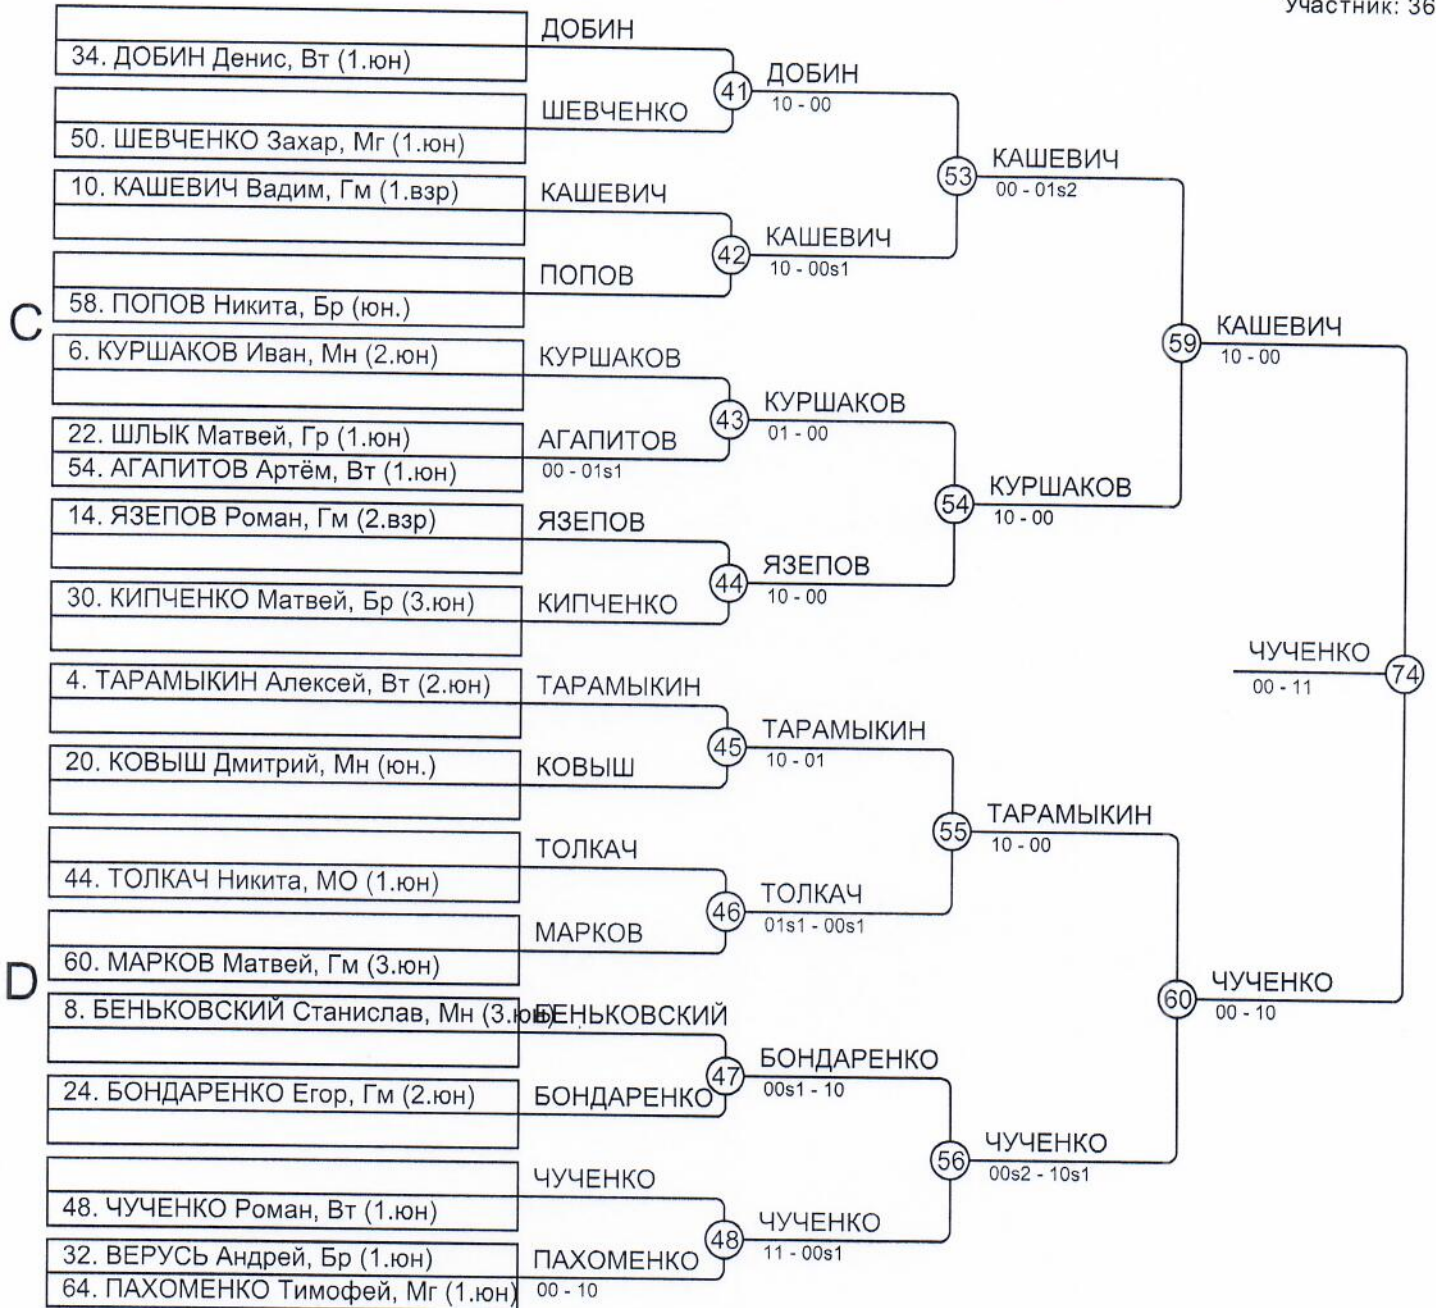 Участник: 36
ДОБИН
34. ДОБИН Денис, Вт (1.юн)
41
ДОБИН
10 - 00
ШЕВЧЕНКО
50. ШЕВЧЕНКО Захар, Мг (1.юн)
53
КАШЕВИЧ
00 - 01s2
10. КАШЕВИЧ Вадим, Гм (1.взр)
КАШЕВИЧ
42
КАШЕВИЧ
10 - 00s1
ПОПОВ
58. ПОПОВ Никита, Бр (юн.)
C
59
КАШЕВИЧ
10 - 00
6. КУРШАКОВ Иван, Мн (2.юн)
КУРШАКОВ
43
КУРШАКОВ
01 - 00
22. ШЛЫК Матвей, Гр (1.юн)
АГАПИТОВ
54. АГАПИТОВ Артём, Вт (1.юн)
00 - 01s1
54
КУРШАКОВ
10 - 00
14. ЯЗЕПОВ Роман, Гм (2.взр)
ЯЗЕПОВ
44
ЯЗЕПОВ
10 - 00
30. КИПЧЕНКО Матвей, Бр (3.юн)
КИПЧЕНКО
ЧУЧЕНКО
74
00 - 11
4. ТАРАМЫКИН Алексей, Вт (2.юн)
ТАРАМЫКИН
45
ТАРАМЫКИН
10 - 01
20. КОВЫШ Дмитрий, Мн (юн.)
КОВЫШ
55
ТАРАМЫКИН
10 - 00
ТОЛКАЧ
44. ТОЛКАЧ Никита, МО (1.юн)
46
ТОЛКАЧ
01s1 - 00s1
МАРКОВ
60. МАРКОВ Матвей, Гм (3.юн)
D
60
ЧУЧЕНКО
00 - 10
8. БЕНЬКОВСКИЙ Станислав, Мн (3.юн)
БЕНЬКОВСКИЙ
47
БОНДАРЕНКО
00s1 - 10
24. БОНДАРЕНКО Егор, Гм (2.юн)
БОНДАРЕНКО
56
ЧУЧЕНКО
00s2 - 10s1
ЧУЧЕНКО
48. ЧУЧЕНКО Роман, Вт (1.юн)
48
ЧУЧЕНКО
11 - 00s1
32. ВЕРУСЬ Андрей, Бр (1.юн)
ПАХОМЕНКО
64. ПАХОМЕНКО Тимофей, Мг (1.юн)
00 - 10